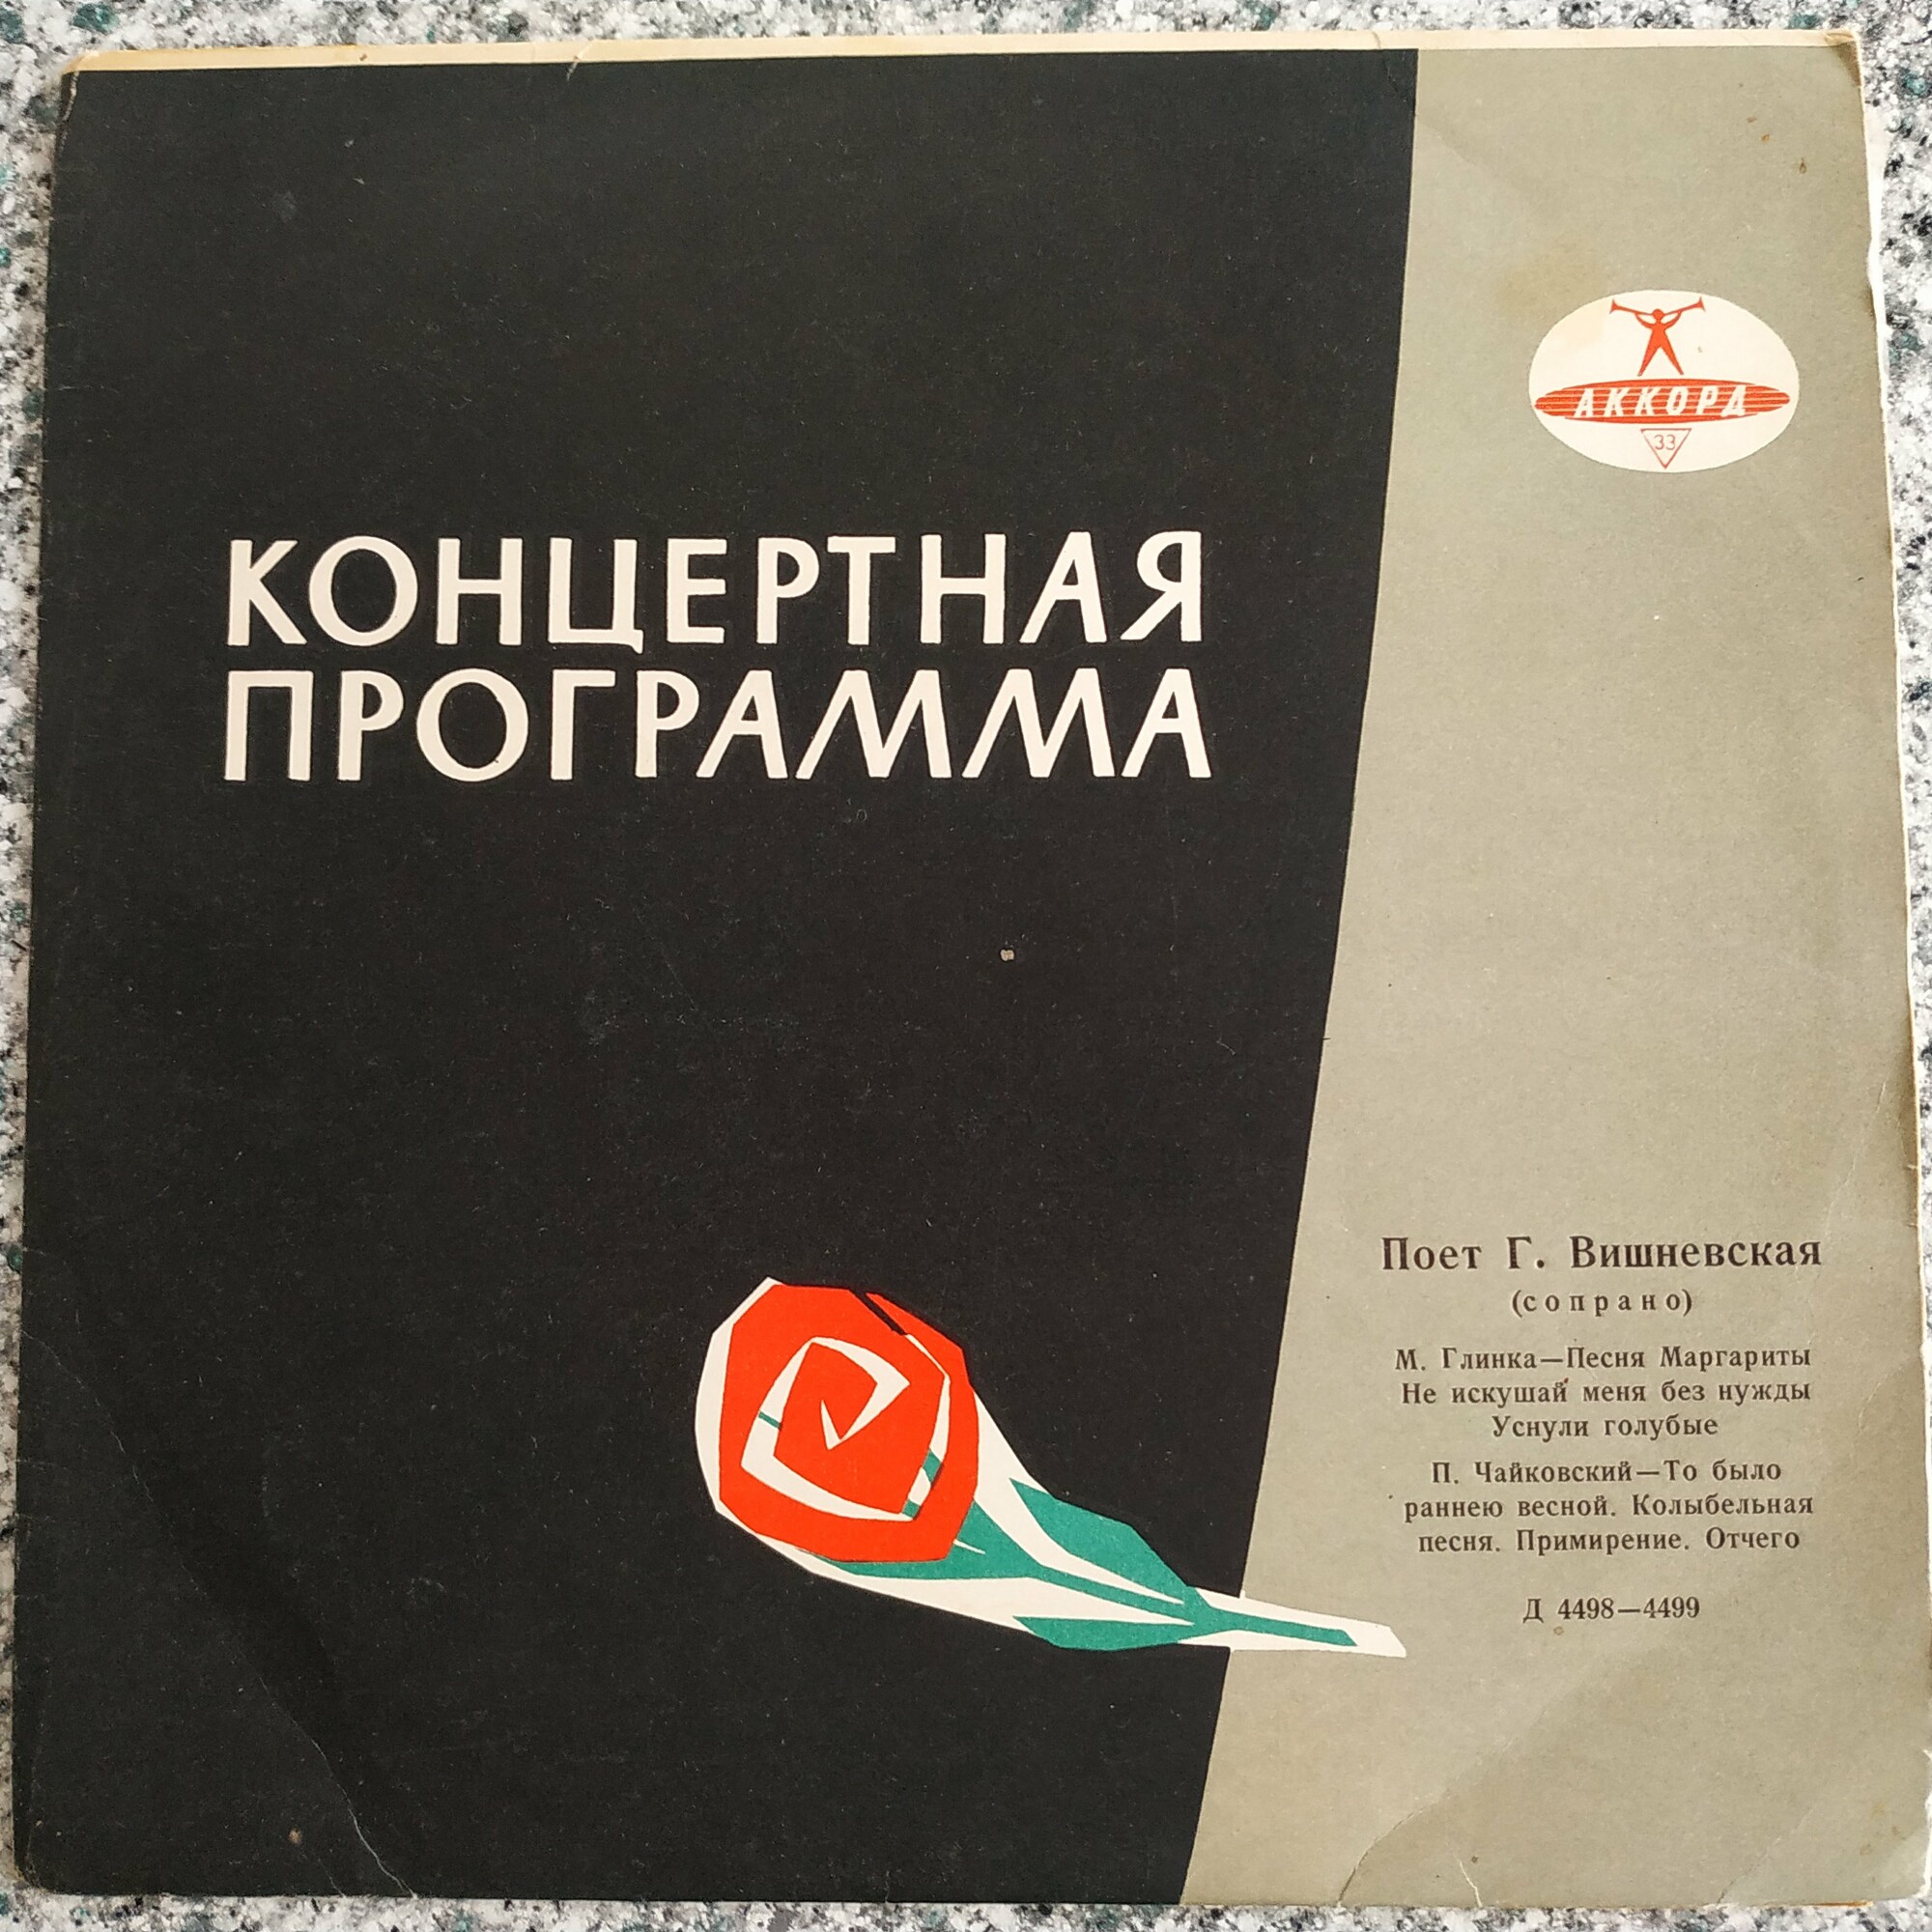 АККОРД
33
КОНЦЕРТНАЯ
ПРОГРАММА
Поет Г. Вишневская
(сопрано)
М. Глинка—Песня Маргариты
Не искушай меня без нужды
Уснули голубые
П. Чайковский—То было
раннею весной. Колыбельная
песня. Примирение. Отчего
Д 4498—4499